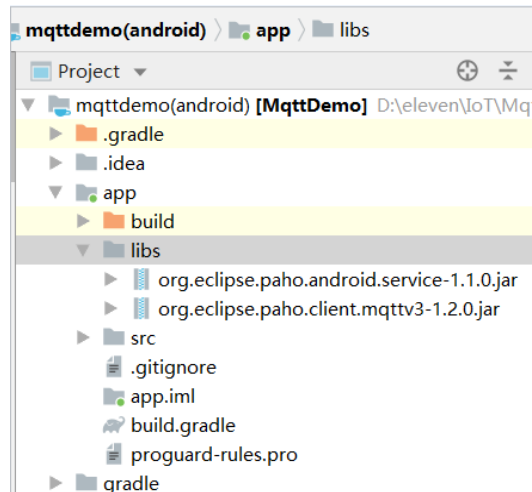 mqttdemo(android) app libs
Project
mqttdemo(android) [MqttDemo] D:\eleven\IoT\Mq
.gradle
.idea
app
build
libs
org.eclipse.paho.android.service-1.1.0.jar
org.eclipse.paho.client.mqttv3-1.2.0.jar
src
.gitignore
app.iml
build.gradle
proguard-rules.pro
gradle